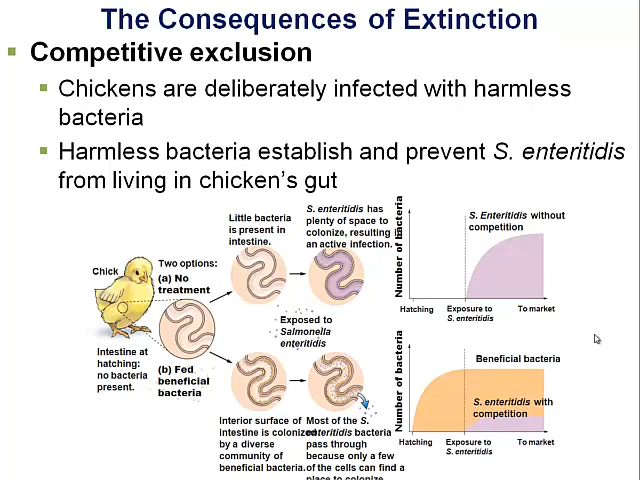 The Consequences of Extinction
Competitive exclusion
Chickens are deliberately infected with harmless
bacteria
Harmless bacteria establish and prevent S. enteritidis
from living in chicken's gut
Chick
Intestine at
hatching:
no bacteria
present.
Two options:
(a) No
treatment
(b) Fed
beneficial
bacteria
Little bacteria
is present in
intestine.
S. enteritidis has
plenty of space to
colonize, resulting in
an active infection.
Exposed to
Salmonella
enteritidis
Interior surface of
intestine is colonized
by a diverse
community of
beneficial bacteria.
Most of the S.
enteritidis bacteria
pass through
because only a few
of the cells can find a
place to colonize
Number of bacteria
S. Enteritidis without
competition
Hatching
Exposure to
S. enteritidis
To market
Number of bacteria
Beneficial bacteria
S. enteritidis with
competition
Hatching
Exposure to
S. enteritidis
To market